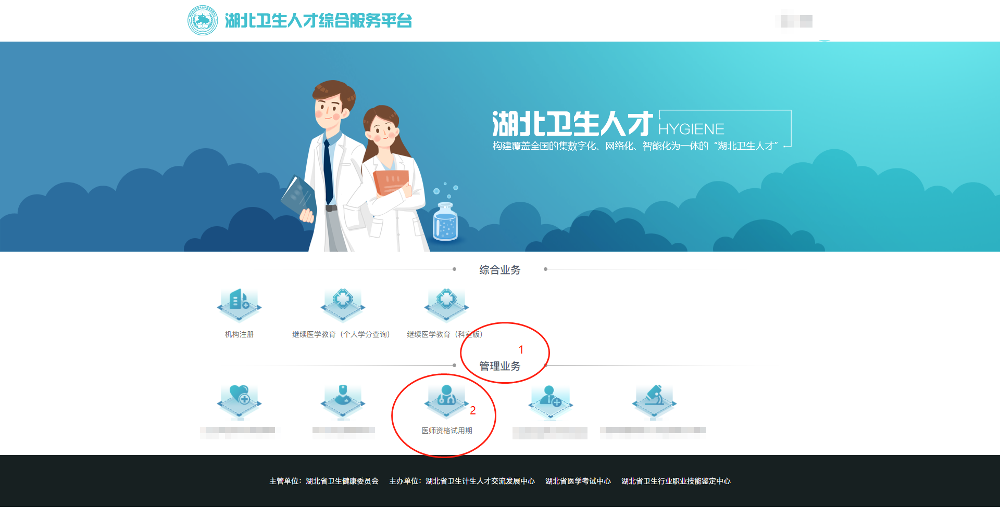 湖北卫生人才综合服务平台
湖北卫生人才 HYGIENE
构建覆盖全国的集数字化、网络化、智能化为一体的“湖北卫生人才”
综合业务
机构注册 继续医学教育（个人学分查询） 继续医学教育（科室版）
1
管理业务
2
医师资格试用期
主管单位：湖北省卫生健康委员会 主办单位：湖北省卫生计生人才交流发展中心 湖北省医学考试中心 湖北省卫生行业职业技能鉴定中心